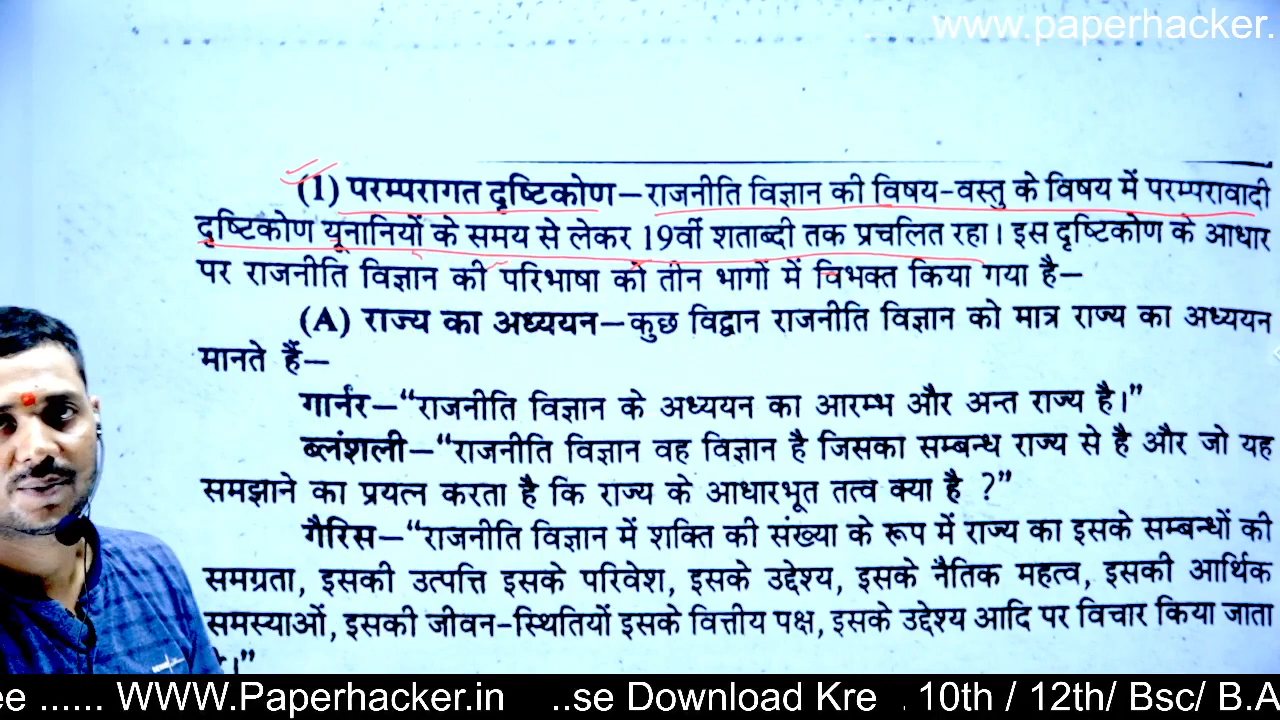 www.paperhacker.
(1) परम्परागत दृष्टिकोण–राजनीति विज्ञान की विषय-वस्तु के विषय में परम्परावादी
दृष्टिकोण यूनानियों के समय से लेकर 19वीं शताब्दी तक प्रचलित रहा। इस दृष्टिकोण के आधार
पर राजनीति विज्ञान की परिभाषा को तीन भागों में विभक्त किया गया है–
(A) राज्य का अध्ययन–कुछ विद्वान राजनीति विज्ञान को मात्र राज्य का अध्ययन
मानते हैं–
गार्नर–“राजनीति विज्ञान के अध्ययन का आरम्भ और अन्त राज्य है।”
ब्लंशली–“राजनीति विज्ञान वह विज्ञान है जिसका सम्बन्ध राज्य से है और जो यह
समझाने का प्रयत्न करता है कि राज्य के आधारभूत तत्व क्या है ?”
गैरिस–“राजनीति विज्ञान में शक्ति की संख्या के रूप में राज्य का इसके सम्बन्धों की
समग्रता, इसकी उत्पत्ति इसके परिवेश, इसके उद्देश्य, इसके नैतिक महत्व, इसकी आर्थिक
समस्याओं, इसकी जीवन-स्थितियों इसके वित्तीय पक्ष, इसके उद्देश्य आदि पर विचार किया जाता
ee ...... WWW.Paperhacker.in ..se Download Kre . 10th / 12th/ Bsc/ B.A